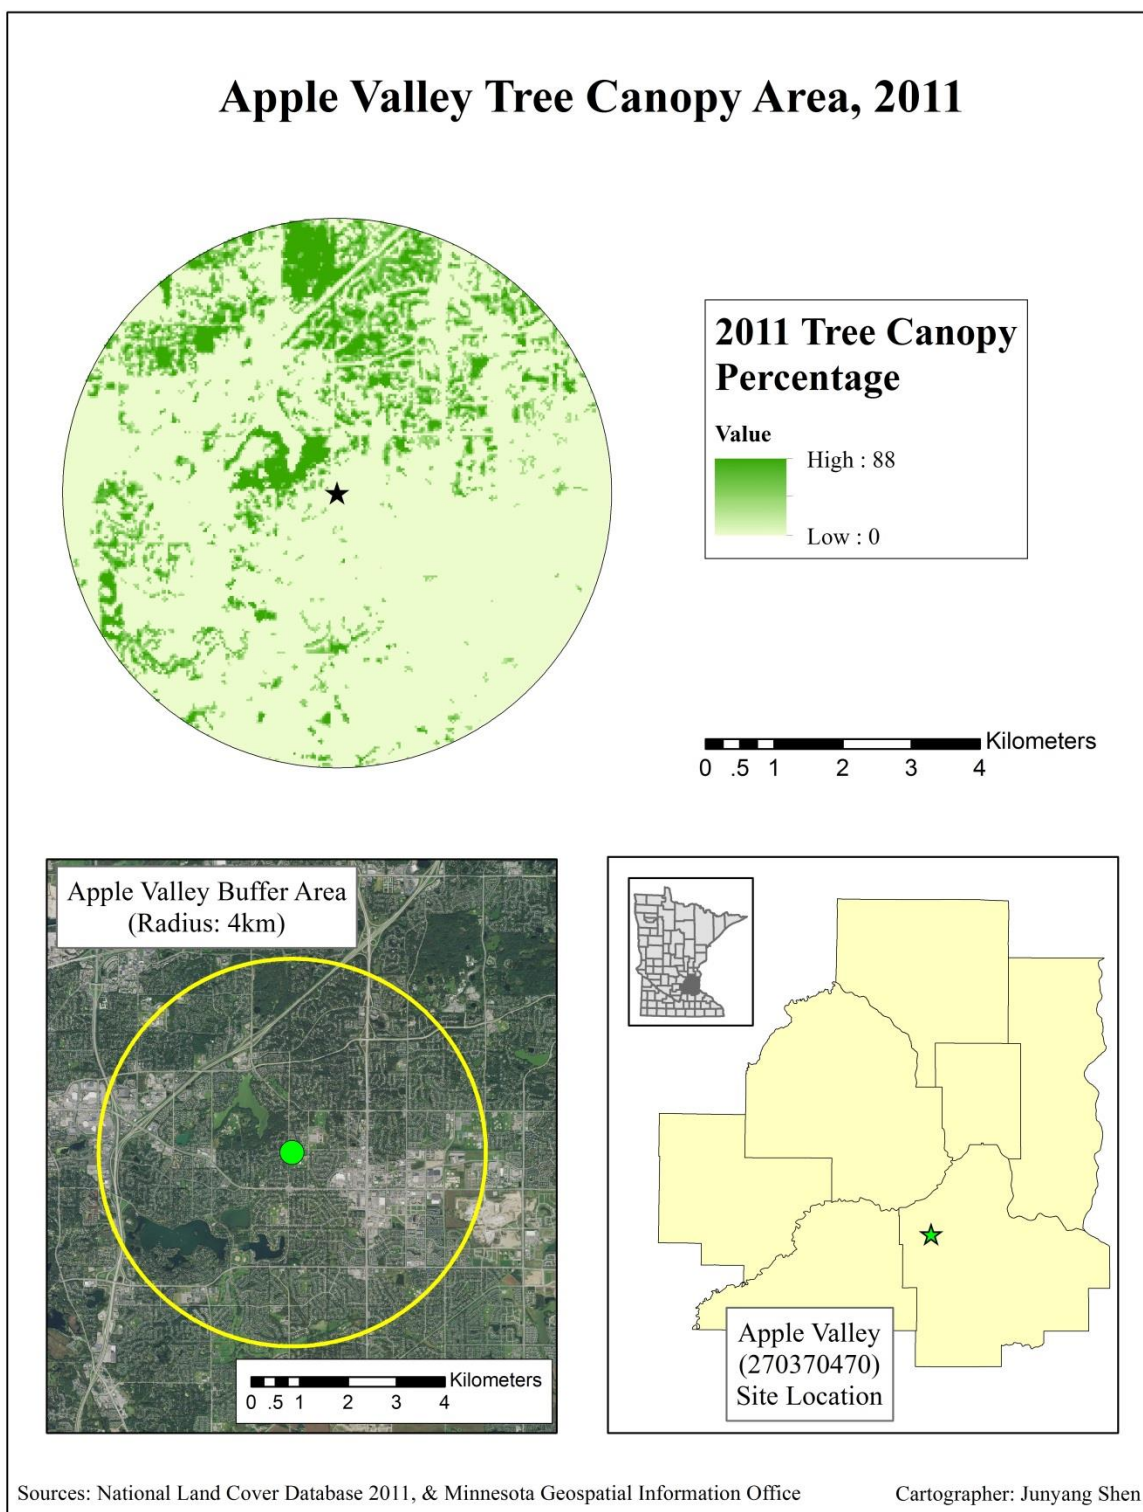 Apple Valley Tree Canopy Area, 2011
2011 Tree Canopy
Percentage
Value
High : 88
Low : 0
Kilometers
0 .5 1 2 3 4
Apple Valley Buffer Area
(Radius: 4km)
Kilometers
0 .5 1 2 3 4
Apple Valley
(270370470)
Site Location
Sources: National Land Cover Database 2011, & Minnesota Geospatial Information Office
Cartographer: Junyang Shen